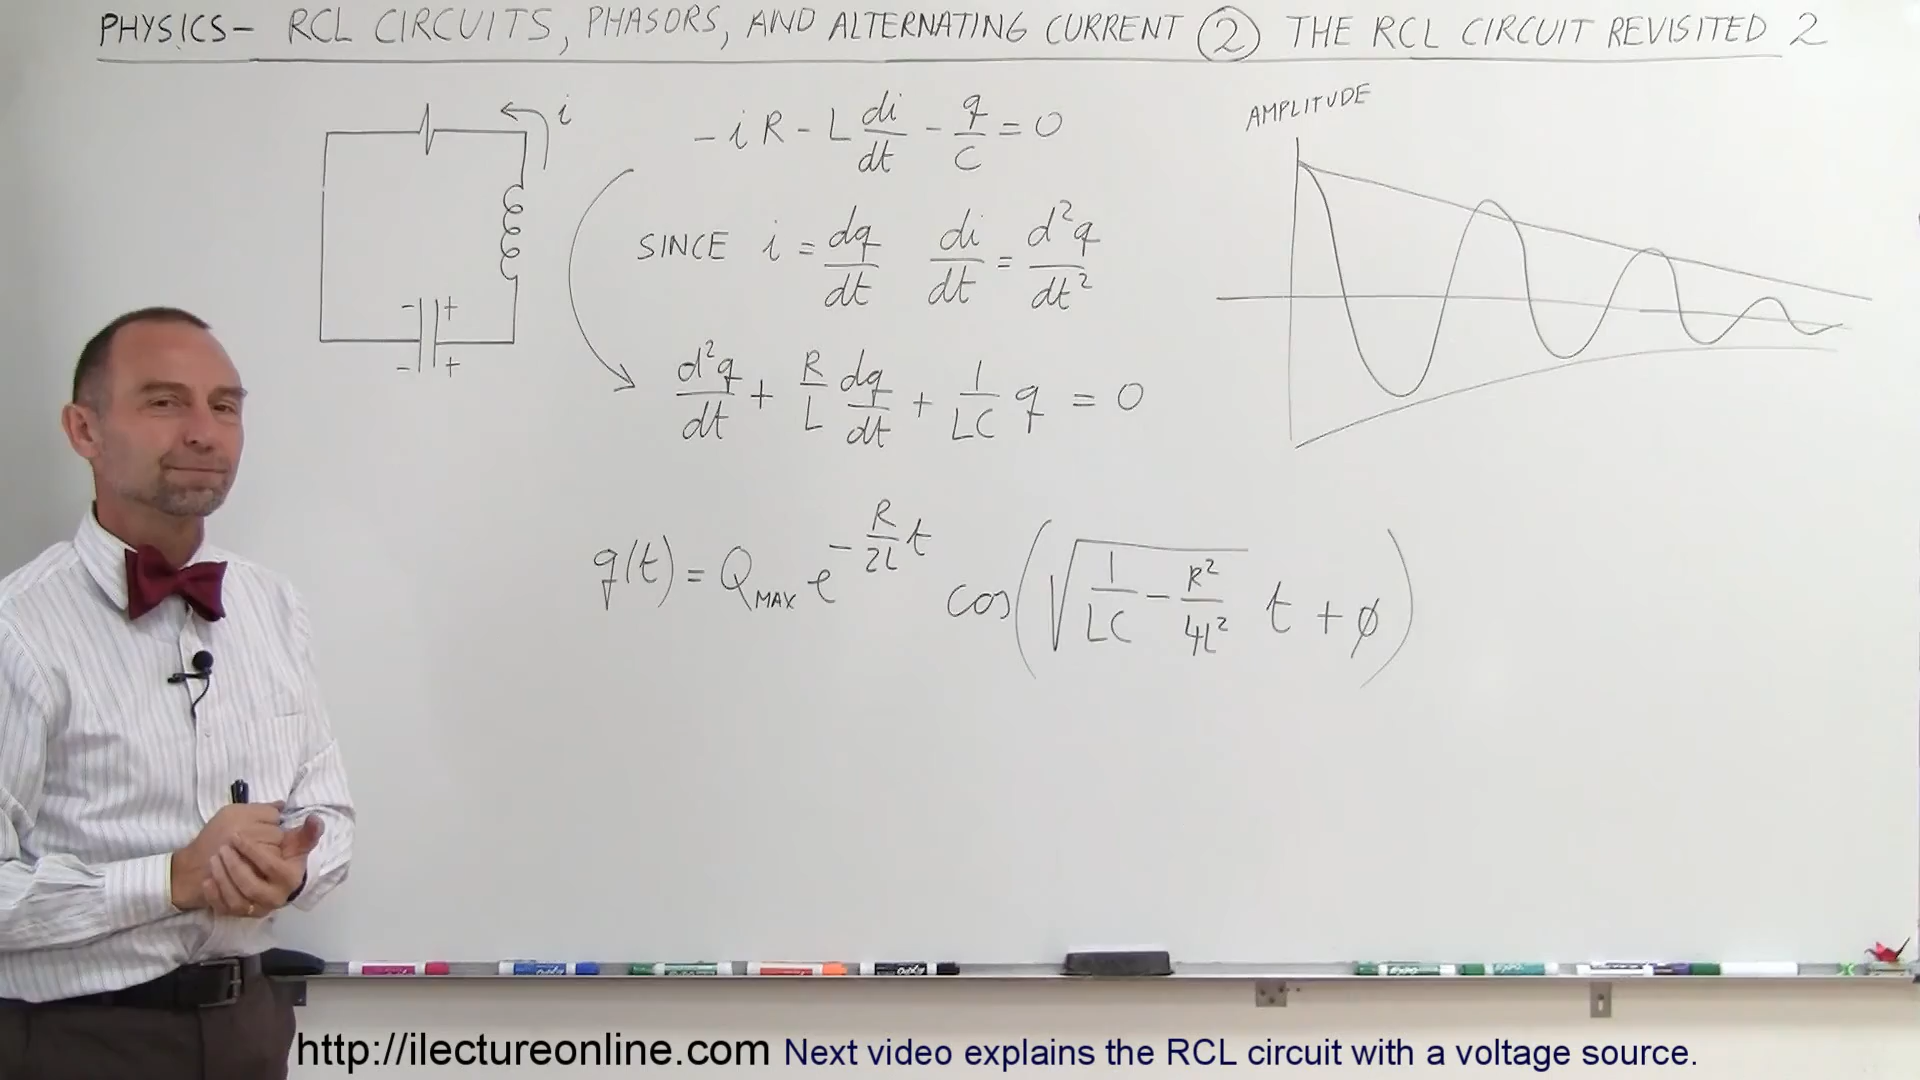 PHYSICS- RCL CIRCUITS, PHASORS, AND ALTERNATING CURRENT ② THE RCL CIRCUIT REVISITED 2
i
- + - +
-iR - L di/dt - q/C = 0
SINCE i = dq/dt di/dt = d²q/dt²
d²q/dt + R/L dq/dt + 1/LC q = 0
AMPLITUDE
q(t) = Q_MAX e^(-R/2L t) cos(√(1/LC - R²/4L²) t + φ)
EXPO
http://ilectureonline.com Next video explains the RCL circuit with a voltage source.